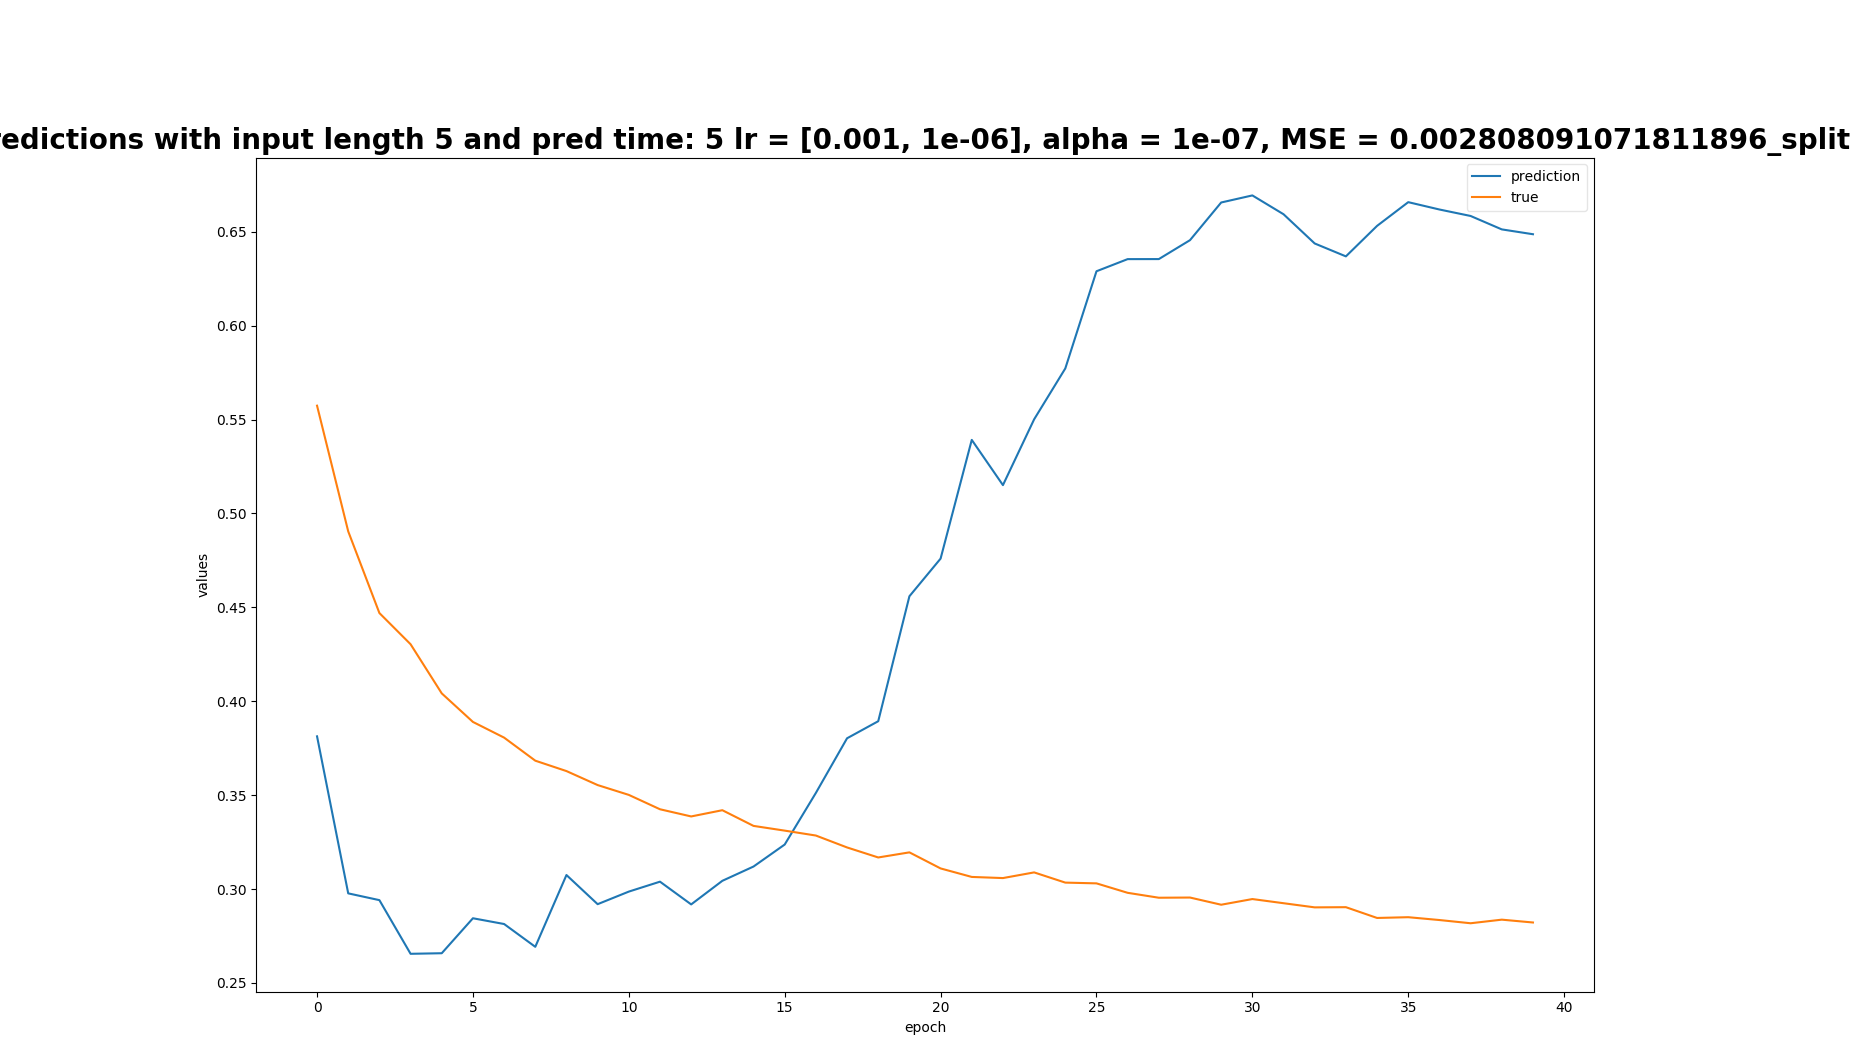 redictions with input length 5 and pred time: 5 lr = [0.001, 1e-06], alpha = 1e-07, MSE = 0.002808091071811896_split
prediction
true
0.65
0.60
0.55
0.50
0.45
0.40
0.35
0.30
0.25
values
0 5 10 15 20 25 30 35 40
epoch